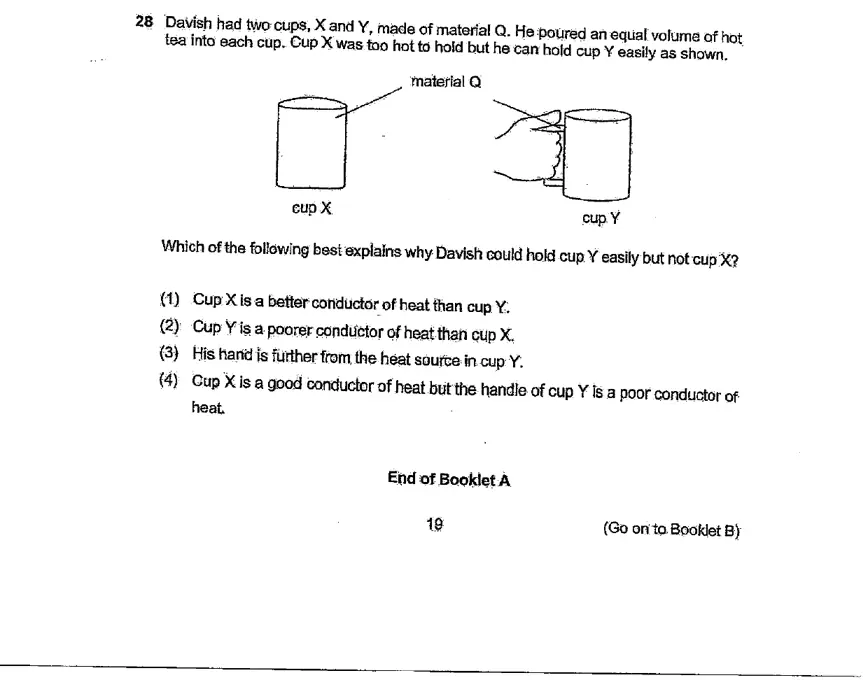 28 Davish had two cups, X and Y, made of material Q. He poured an equal volume of hot
tea into each cup. Cup X was too hot to hold but he can hold cup Y easily as shown.
material Q
cup X
cup Y
Which of the following best explains why Davish could hold cup Y easily but not cup X?
(1) Cup X is a better conductor of heat than cup Y.
(2) Cup Y is a poorer conductor of heat than cup X.
(3) His hand is further from the heat source in cup Y.
(4) Cup X is a good conductor of heat but the handle of cup Y is a poor conductor of
heat.
End of Booklet A
19
(Go on to Booklet B)